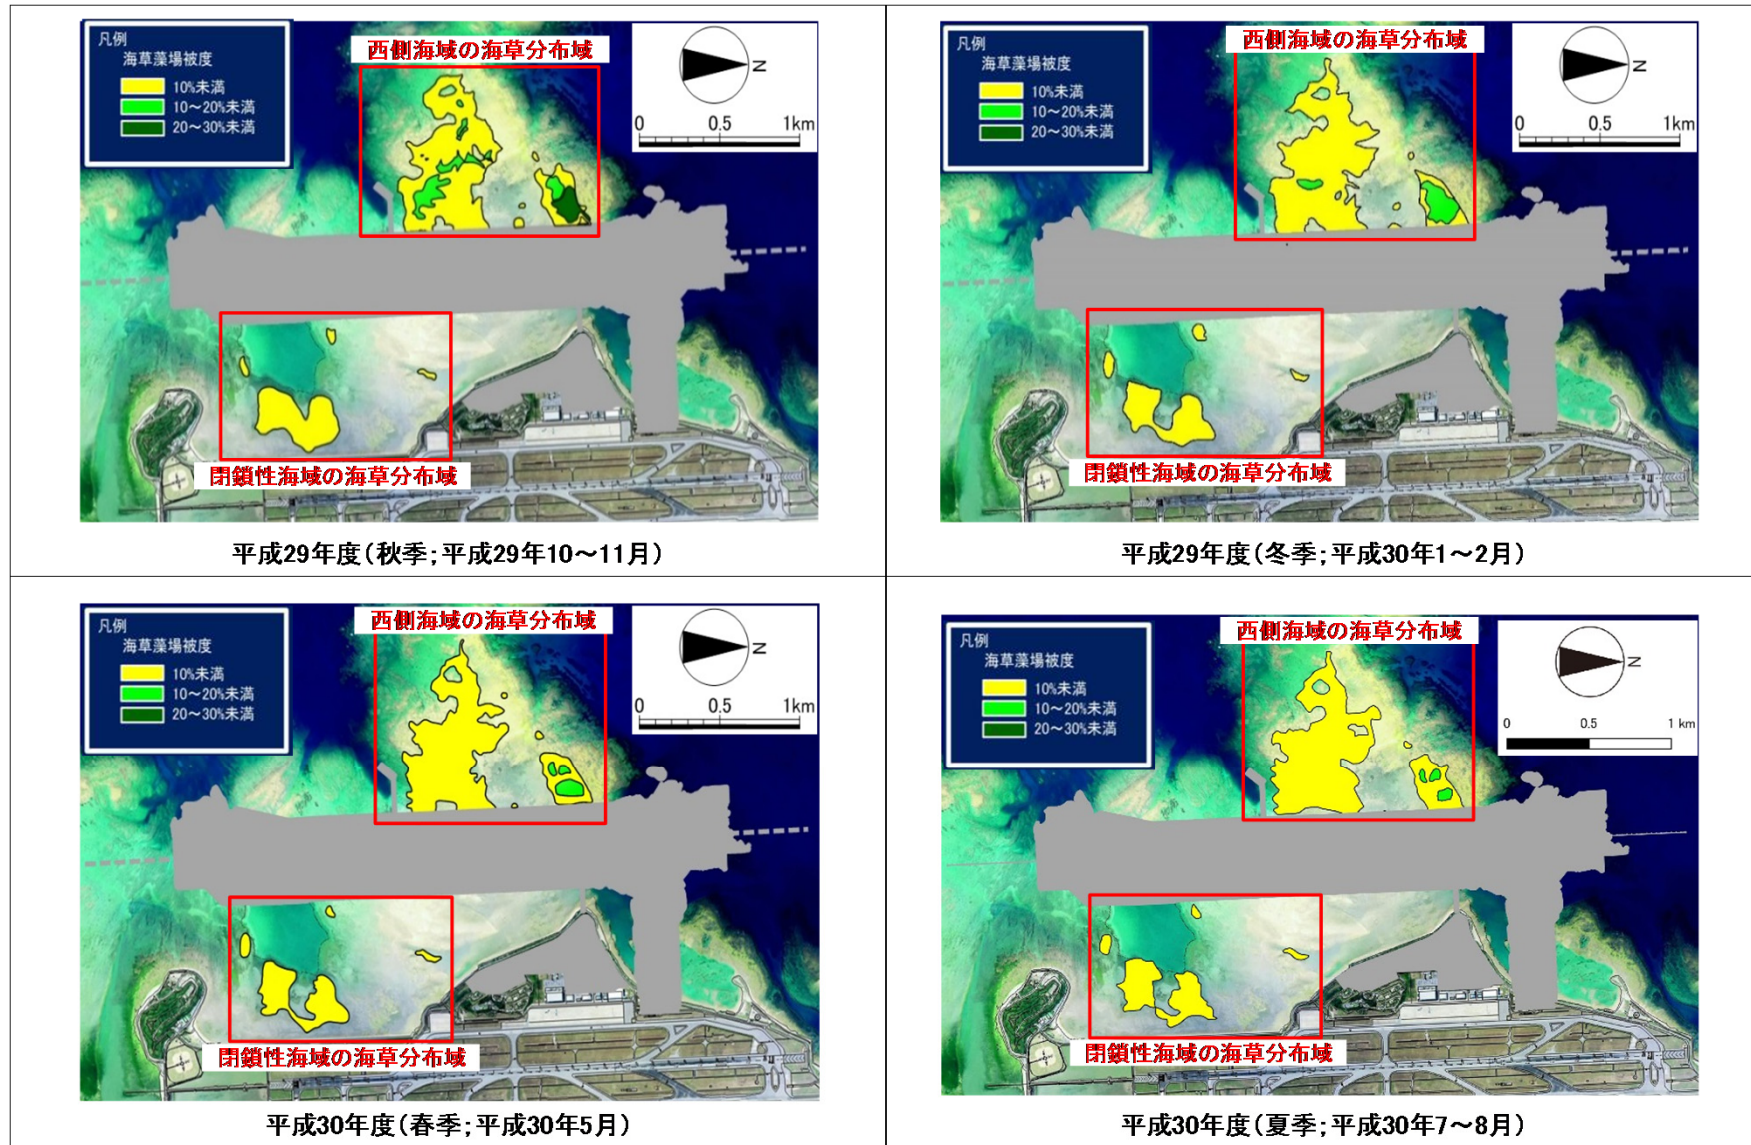 凡例
海草藻場被度
10%未満
10～20%未満
20～30%未満
西側海域の海草分布域
N
0 0.5 1km
閉鎖性海域の海草分布域
平成29年度(秋季;平成29年10～11月)
凡例
海草藻場被度
10%未満
10～20%未満
20～30%未満
西側海域の海草分布域
N
0 0.5 1km
閉鎖性海域の海草分布域
平成29年度(冬季;平成30年1～2月)
凡例
海草藻場被度
10%未満
10～20%未満
20～30%未満
西側海域の海草分布域
N
0 0.5 1km
閉鎖性海域の海草分布域
平成30年度(春季;平成30年5月)
凡例
海草藻場被度
10%未満
10～20%未満
20～30%未満
西側海域の海草分布域
N
0 0.5 1 km
閉鎖性海域の海草分布域
平成30年度(夏季;平成30年7～8月)